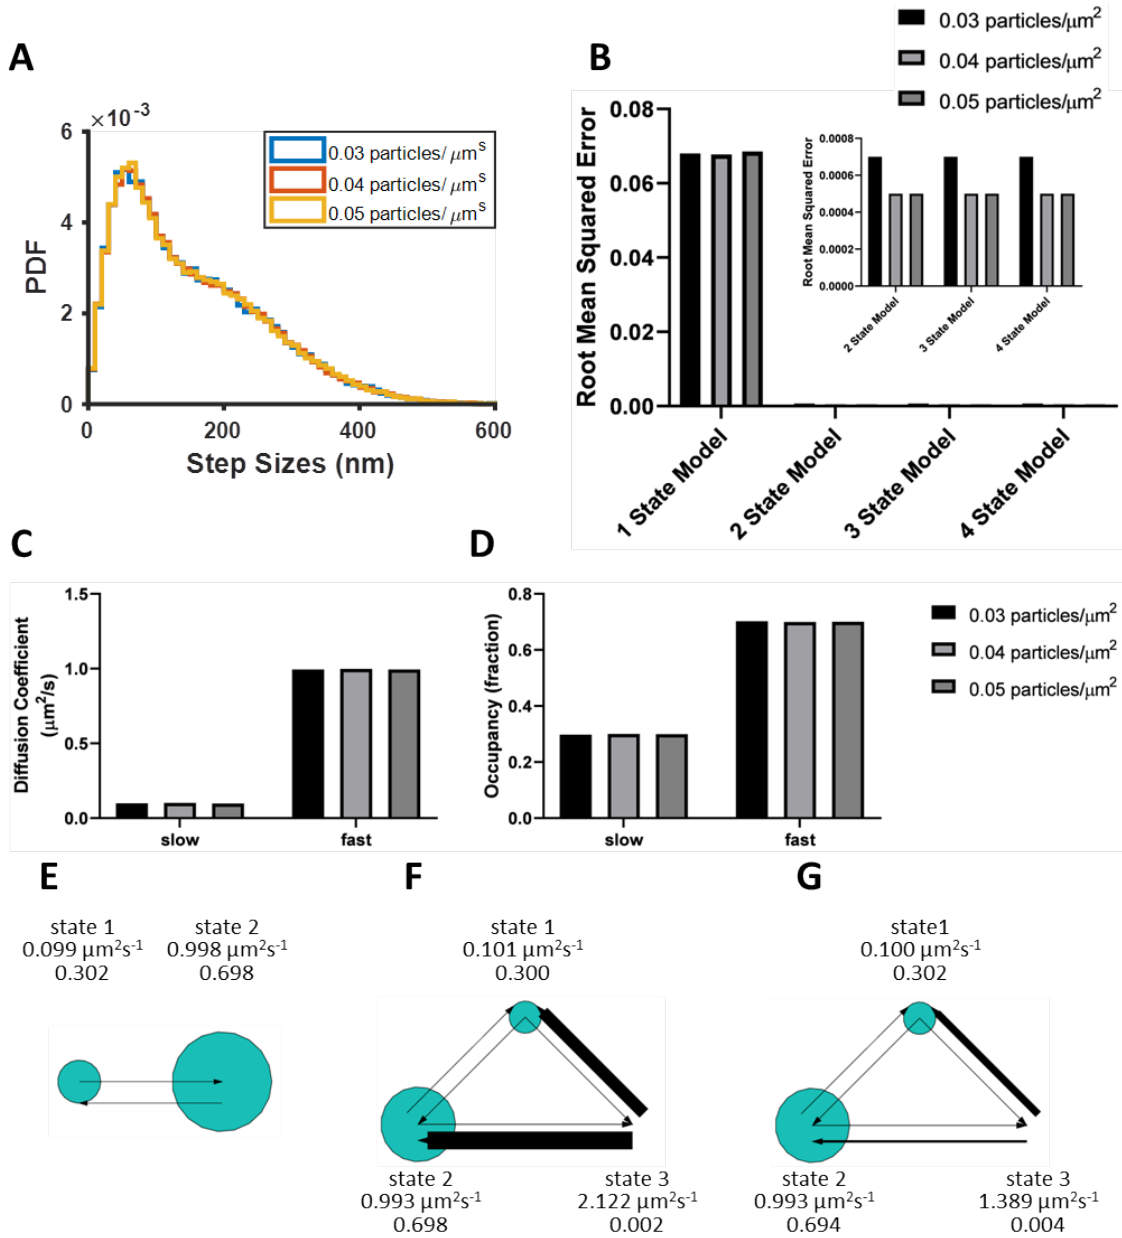 A
×10⁻³
6
4
2
0
PDF
0 200 400 600
Step Sizes (nm)
0.03 particles/ μmˢ
0.04 particles/ μmˢ
0.05 particles/ μmˢ
B
0.03 particles/μm²
0.04 particles/μm²
0.05 particles/μm²
Root Mean Squared Error
0.08
0.06
0.04
0.02
0.00
1 State Model
2 State Model
3 State Model
4 State Model
Root Mean Squared Error
0.0008
0.0006
0.0004
0.0002
0.0000
2 State Model
3 State Model
4 State Model
C
Diffusion Coefficient
(μm²/s)
1.5
1.0
0.5
0.0
slow fast
D
Occupancy (fraction)
0.8
0.6
0.4
0.2
0.0
slow fast
0.03 particles/μm²
0.04 particles/μm²
0.05 particles/μm²
E
state 1
0.099 μm²s⁻¹
0.302
state 2
0.998 μm²s⁻¹
0.698
F
state 1
0.101 μm²s⁻¹
0.300
state 2
0.993 μm²s⁻¹
0.698
state 3
2.122 μm²s⁻¹
0.002
G
state1
0.100 μm²s⁻¹
0.302
state 2
0.993 μm²s⁻¹
0.694
state 3
1.389 μm²s⁻¹
0.004